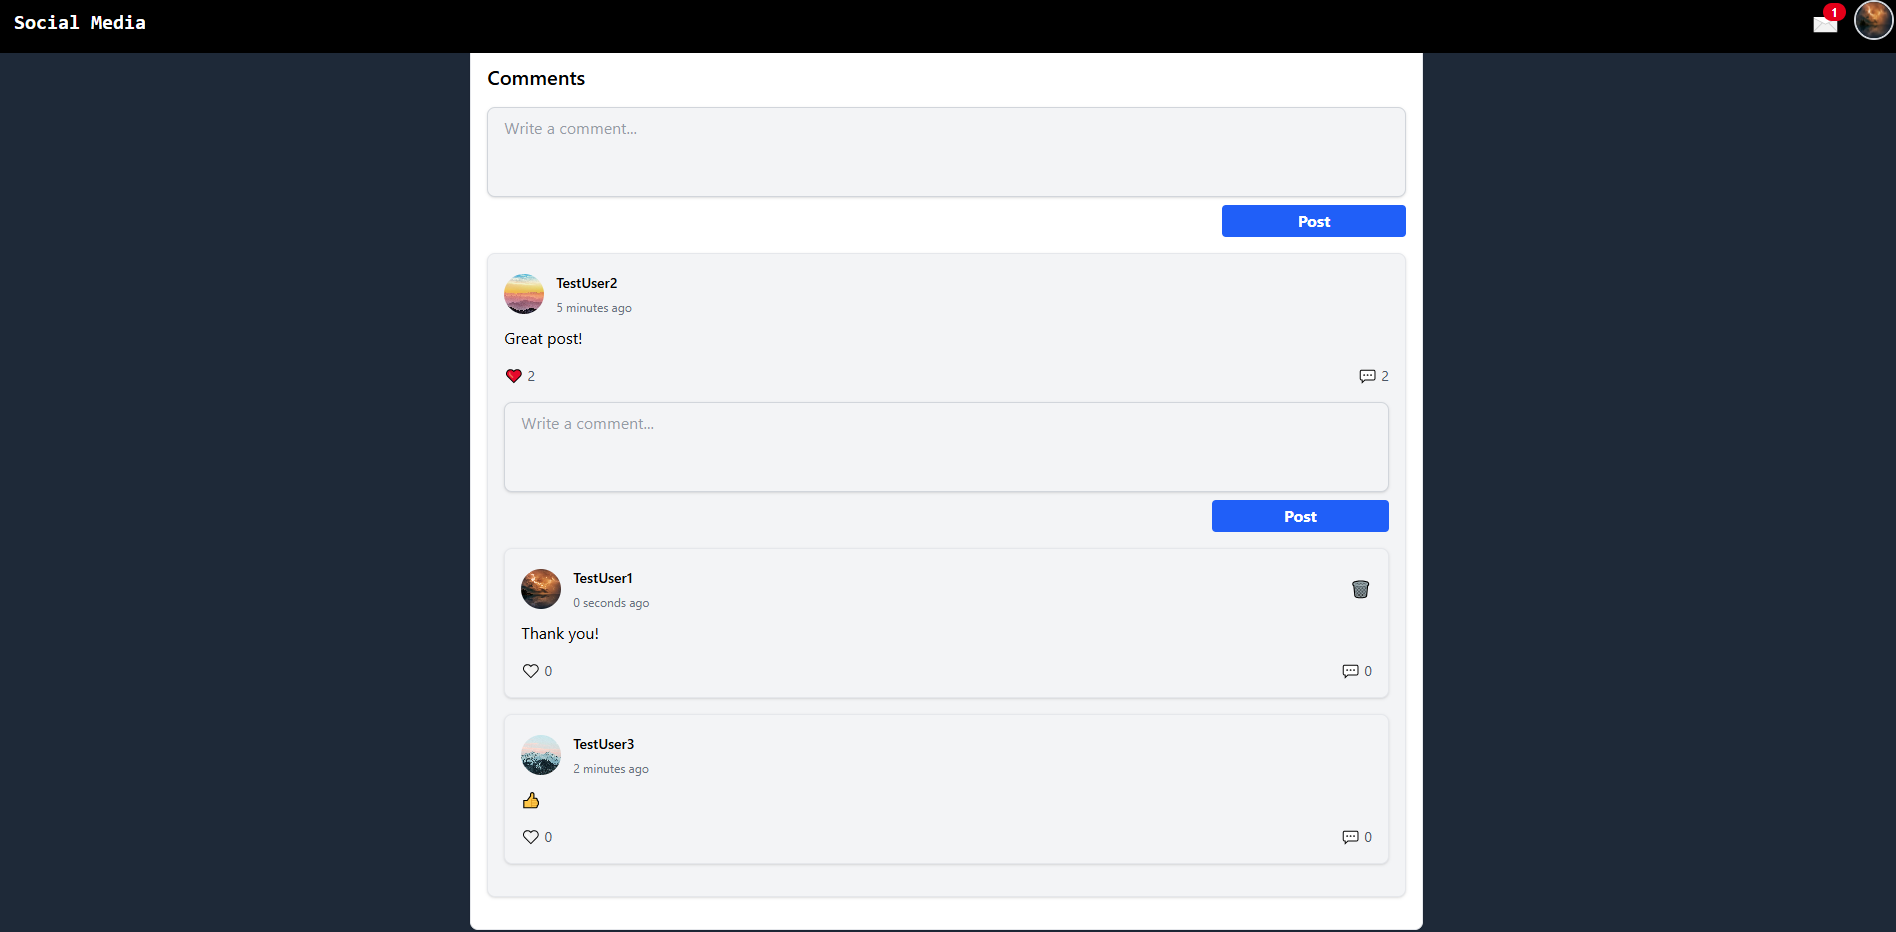 Social Media
1
Comments
Write a comment...
Post
TestUser2
5 minutes ago
Great post!
2
2
Write a comment...
Post
TestUser1
0 seconds ago
Thank you!
0
0
TestUser3
2 minutes ago
👍
0
0